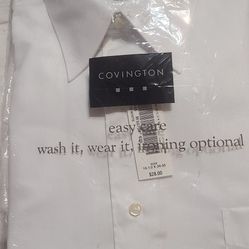 COVINGTON
easy care
wash it, wear it, ironing optional
$28.00